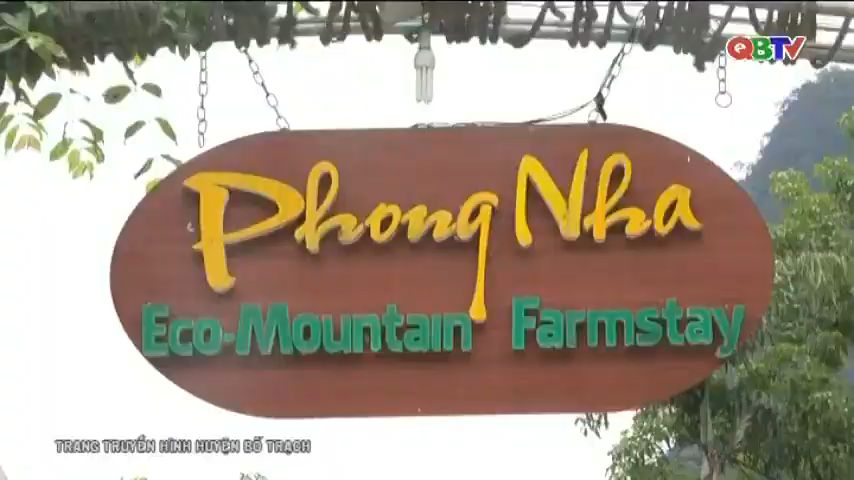 QBTV
Phong Nha
Eco-Mountain Farmstay
TRANG TRUYỀN HÌNH HUYỆN BỐ TRẠCH